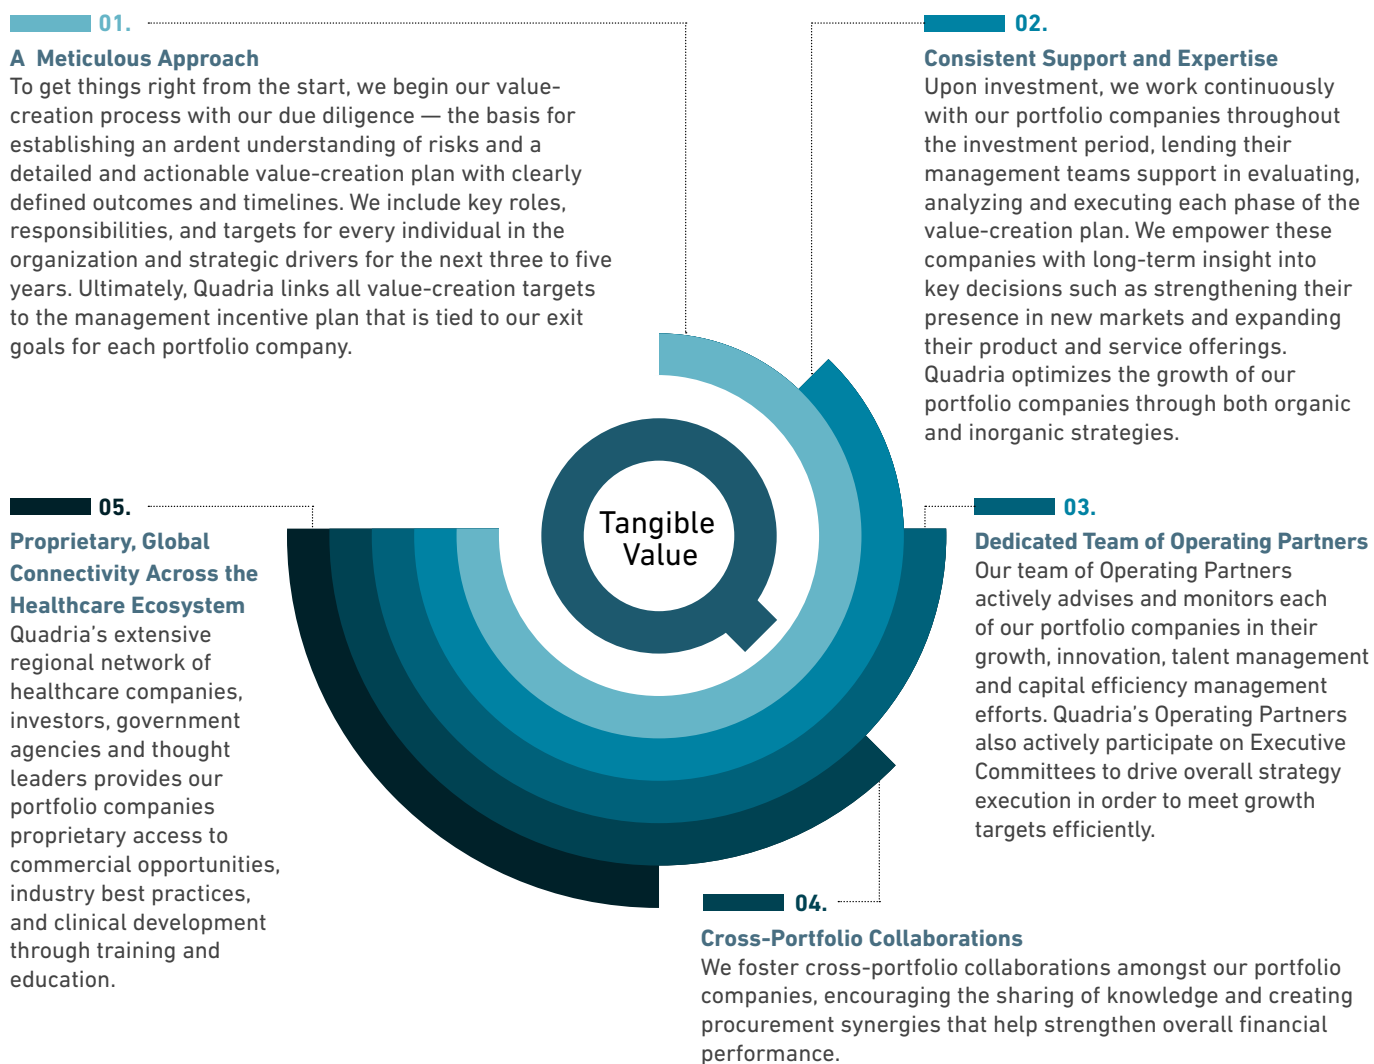 01.
A Meticulous Approach
To get things right from the start, we begin our value-
creation process with our due diligence — the basis for
establishing an ardent understanding of risks and a
detailed and actionable value-creation plan with clearly
defined outcomes and timelines. We include key roles,
responsibilities, and targets for every individual in the
organization and strategic drivers for the next three to five
years. Ultimately, Quadria links all value-creation targets
to the management incentive plan that is tied to our exit
goals for each portfolio company.
02.
Consistent Support and Expertise
Upon investment, we work continuously
with our portfolio companies throughout
the investment period, lending their
management teams support in evaluating,
analyzing and executing each phase of the
value-creation plan. We empower these
companies with long-term insight into
key decisions such as strengthening their
presence in new markets and expanding
their product and service offerings.
Quadria optimizes the growth of our
portfolio companies through both organic
and inorganic strategies.
Tangible
Value
03.
Dedicated Team of Operating Partners
Our team of Operating Partners
actively advises and monitors each
of our portfolio companies in their
growth, innovation, talent management
and capital efficiency management
efforts. Quadria's Operating Partners
also actively participate on Executive
Committees to drive overall strategy
execution in order to meet growth
targets efficiently.
04.
Cross-Portfolio Collaborations
We foster cross-portfolio collaborations amongst our portfolio
companies, encouraging the sharing of knowledge and creating
procurement synergies that help strengthen overall financial
performance.
05.
Proprietary, Global
Connectivity Across the
Healthcare Ecosystem
Quadria's extensive
regional network of
healthcare companies,
investors, government
agencies and thought
leaders provides our
portfolio companies
proprietary access to
commercial opportunities,
industry best practices,
and clinical development
through training and
education.